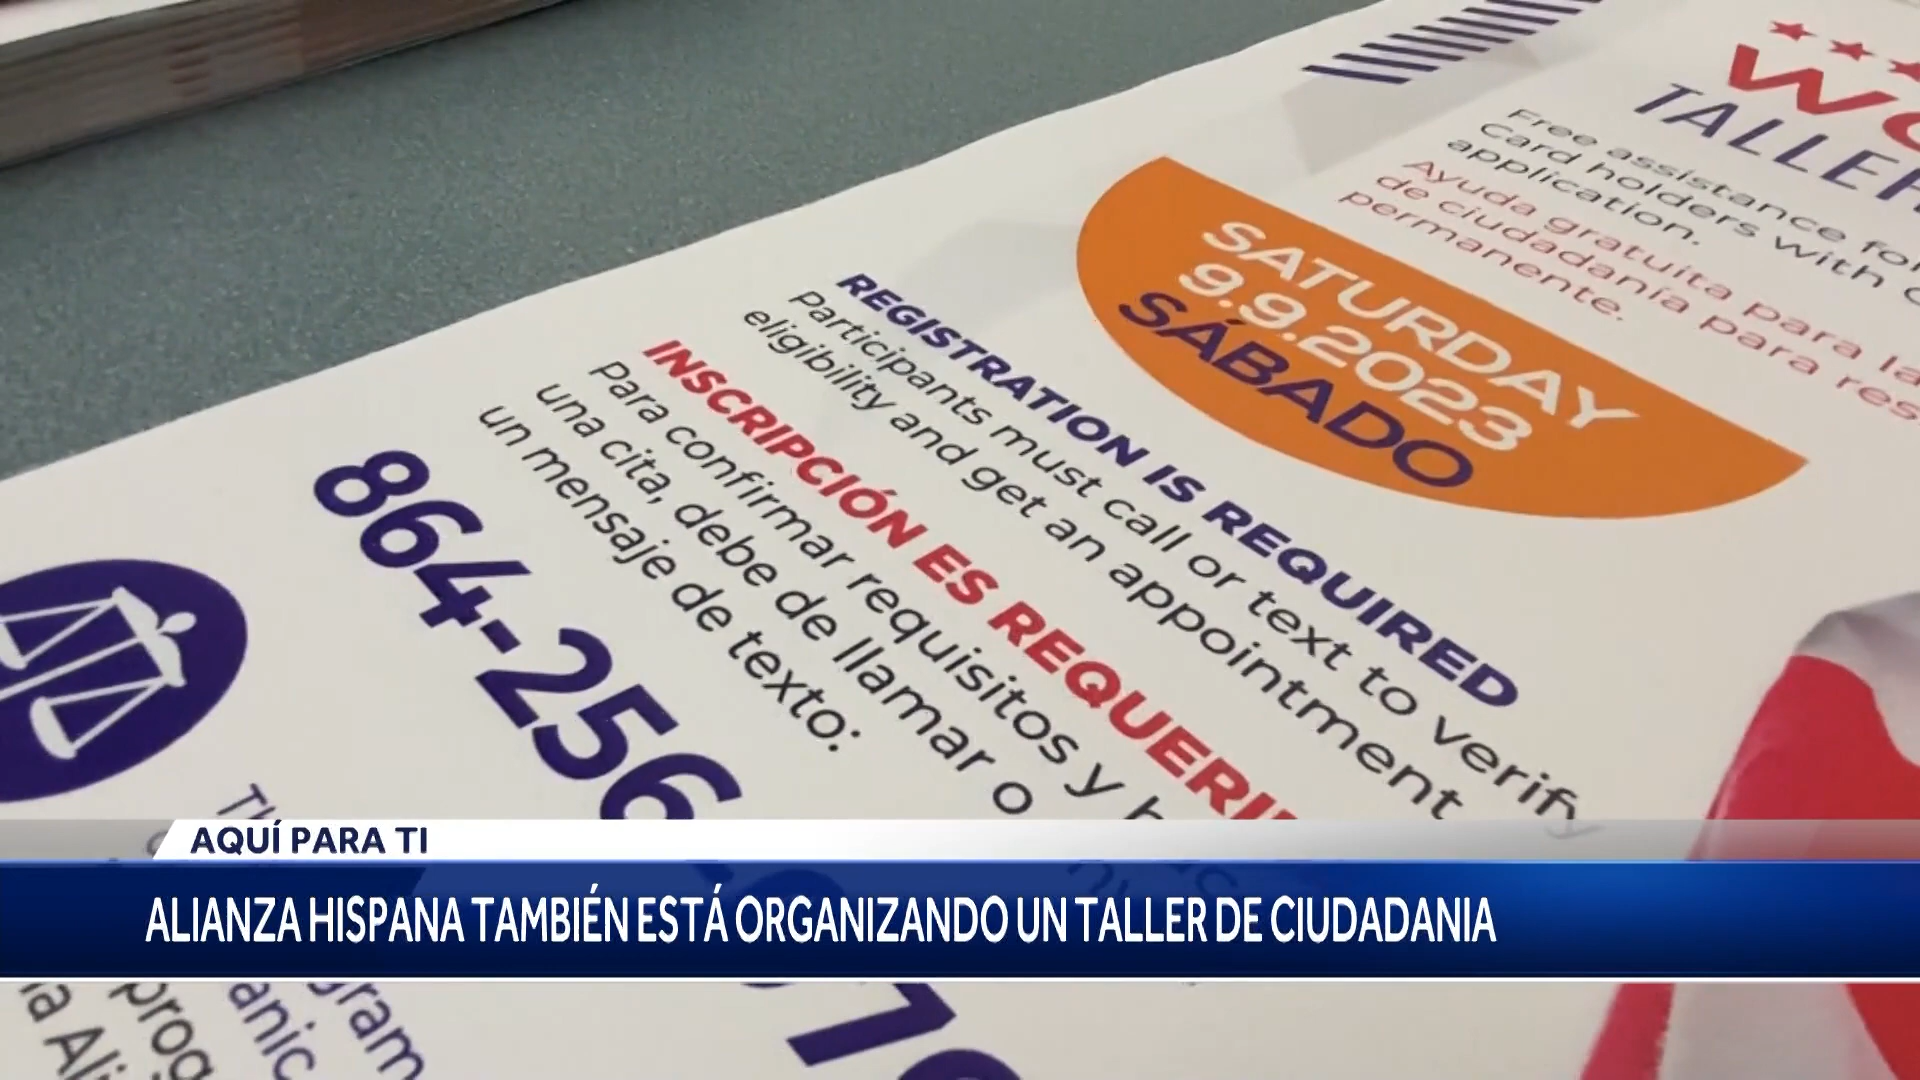 WO
TALLER
Free assistance for
Card holders with
application.
Ayuda gratuita para la
de ciudadanía para res
permanente.
SATURDAY
9.9.2023
SÁBADO
REGISTRATION IS REQUIRED
Participants must call or text to verify
eligibility and get an appointment
INSCRIPCIÓN ES REQUERI
Para confirmar requisitos y
una cita, debe de llamar o
un mensaje de texto:
864-256
AQUÍ PARA TI
ALIANZA HISPANA TAMBIÉN ESTÁ ORGANIZANDO UN TALLER DE CIUDADANIA